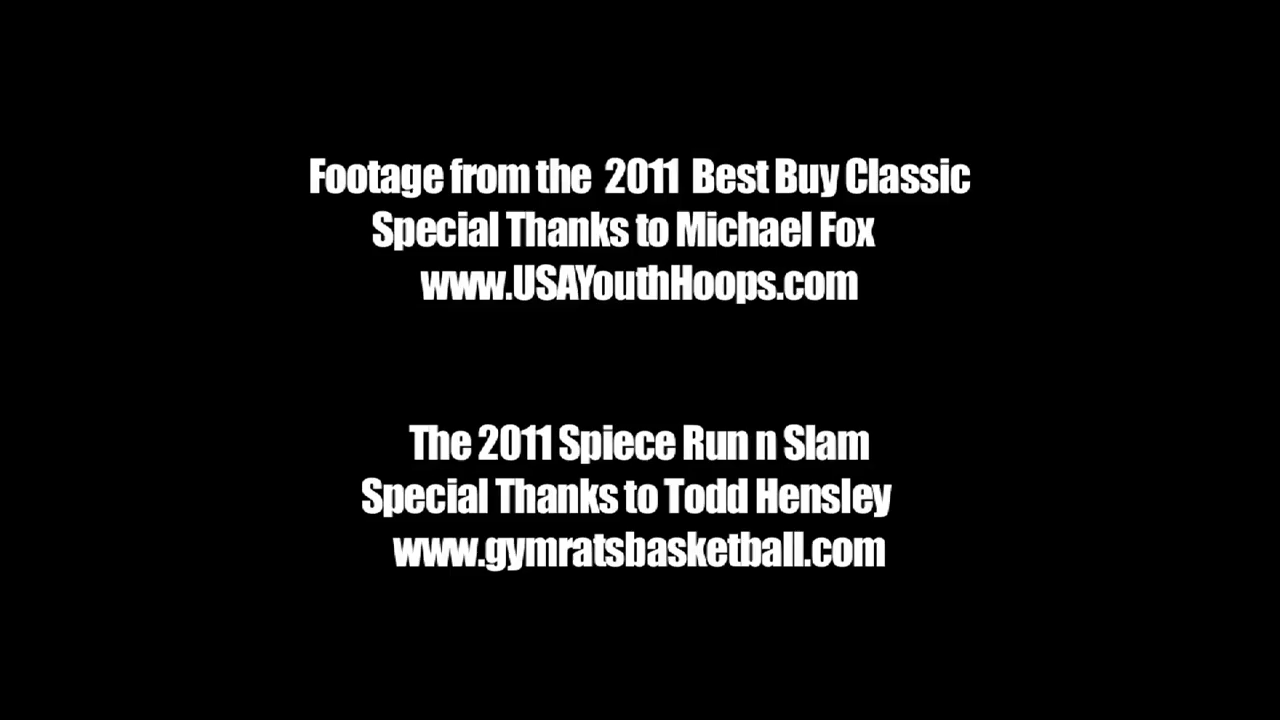 Footage from the 2011 Best Buy Classic
Special Thanks to Michael Fox
www.USAYouthHoops.com
The 2011 Spiece Run n Slam
Special Thanks to Todd Hensley
www.gymratsbasketball.com